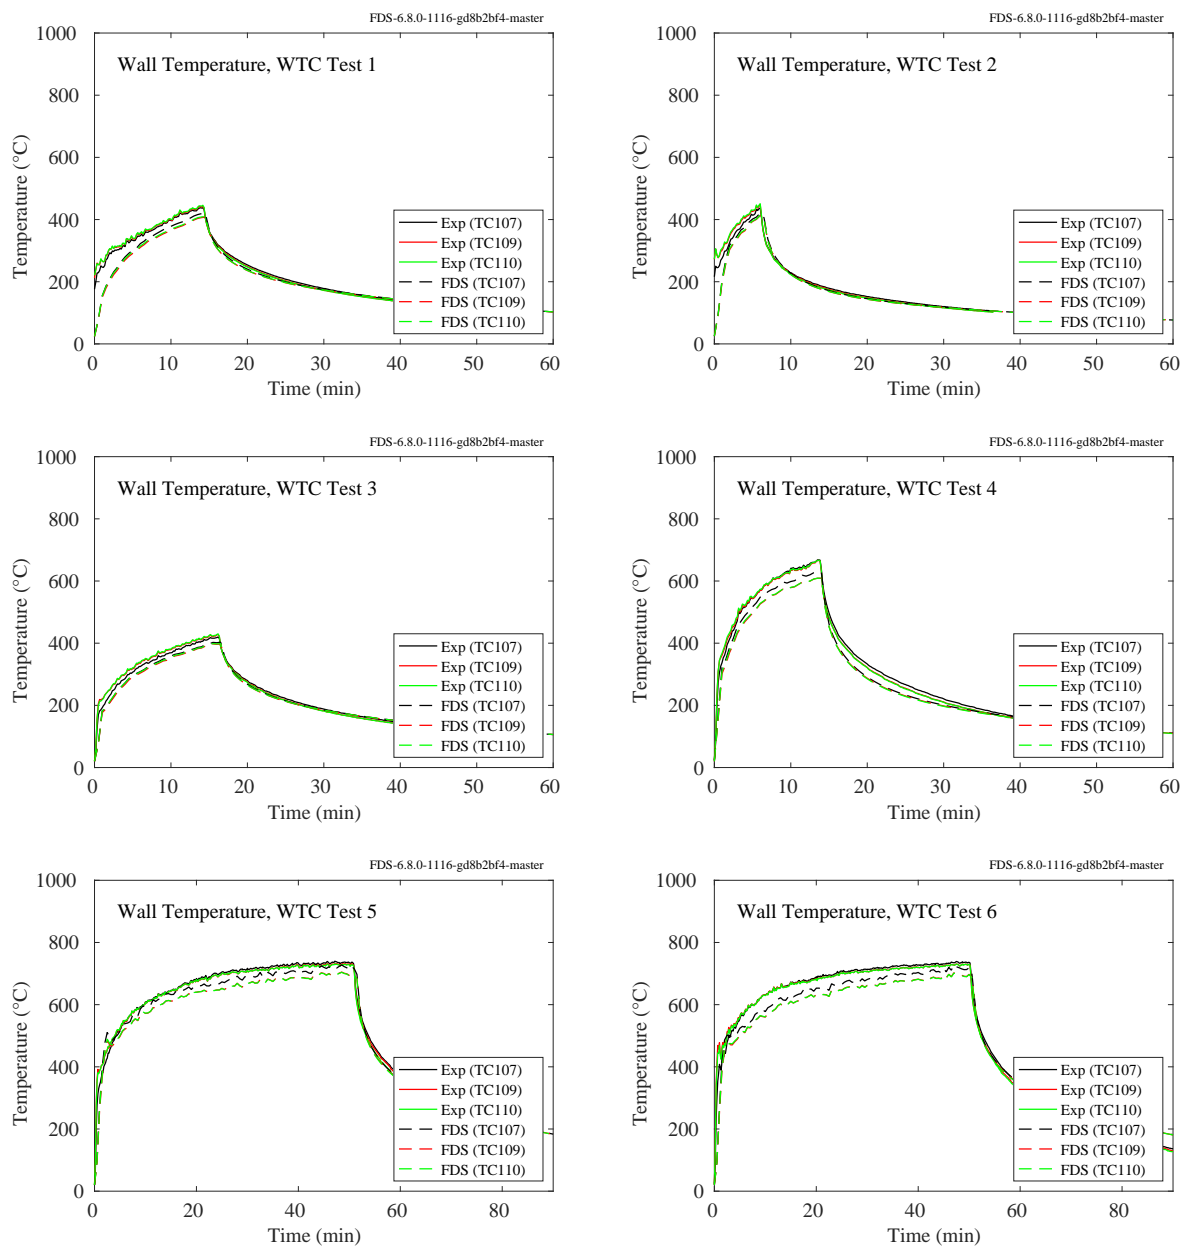 FDS-6.8.0-1116-gd8b2bf4-master
Wall Temperature, WTC Test 1
Temperature (°C)
1000
800
600
400
200
0
Exp (TC107)
Exp (TC109)
Exp (TC110)
FDS (TC107)
FDS (TC109)
FDS (TC110)
0 10 20 30 40 50 60
Time (min)
FDS-6.8.0-1116-gd8b2bf4-master
Wall Temperature, WTC Test 2
Temperature (°C)
1000
800
600
400
200
0
Exp (TC107)
Exp (TC109)
Exp (TC110)
FDS (TC107)
FDS (TC109)
FDS (TC110)
0 10 20 30 40 50 60
Time (min)
FDS-6.8.0-1116-gd8b2bf4-master
Wall Temperature, WTC Test 3
Temperature (°C)
1000
800
600
400
200
0
Exp (TC107)
Exp (TC109)
Exp (TC110)
FDS (TC107)
FDS (TC109)
FDS (TC110)
0 10 20 30 40 50 60
Time (min)
FDS-6.8.0-1116-gd8b2bf4-master
Wall Temperature, WTC Test 4
Temperature (°C)
1000
800
600
400
200
0
Exp (TC107)
Exp (TC109)
Exp (TC110)
FDS (TC107)
FDS (TC109)
FDS (TC110)
0 10 20 30 40 50 60
Time (min)
FDS-6.8.0-1116-gd8b2bf4-master
Wall Temperature, WTC Test 5
Temperature (°C)
1000
800
600
400
200
0
Exp (TC107)
Exp (TC109)
Exp (TC110)
FDS (TC107)
FDS (TC109)
FDS (TC110)
0 20 40 60 80
Time (min)
FDS-6.8.0-1116-gd8b2bf4-master
Wall Temperature, WTC Test 6
Temperature (°C)
1000
800
600
400
200
0
Exp (TC107)
Exp (TC109)
Exp (TC110)
FDS (TC107)
FDS (TC109)
FDS (TC110)
0 20 40 60 80
Time (min)